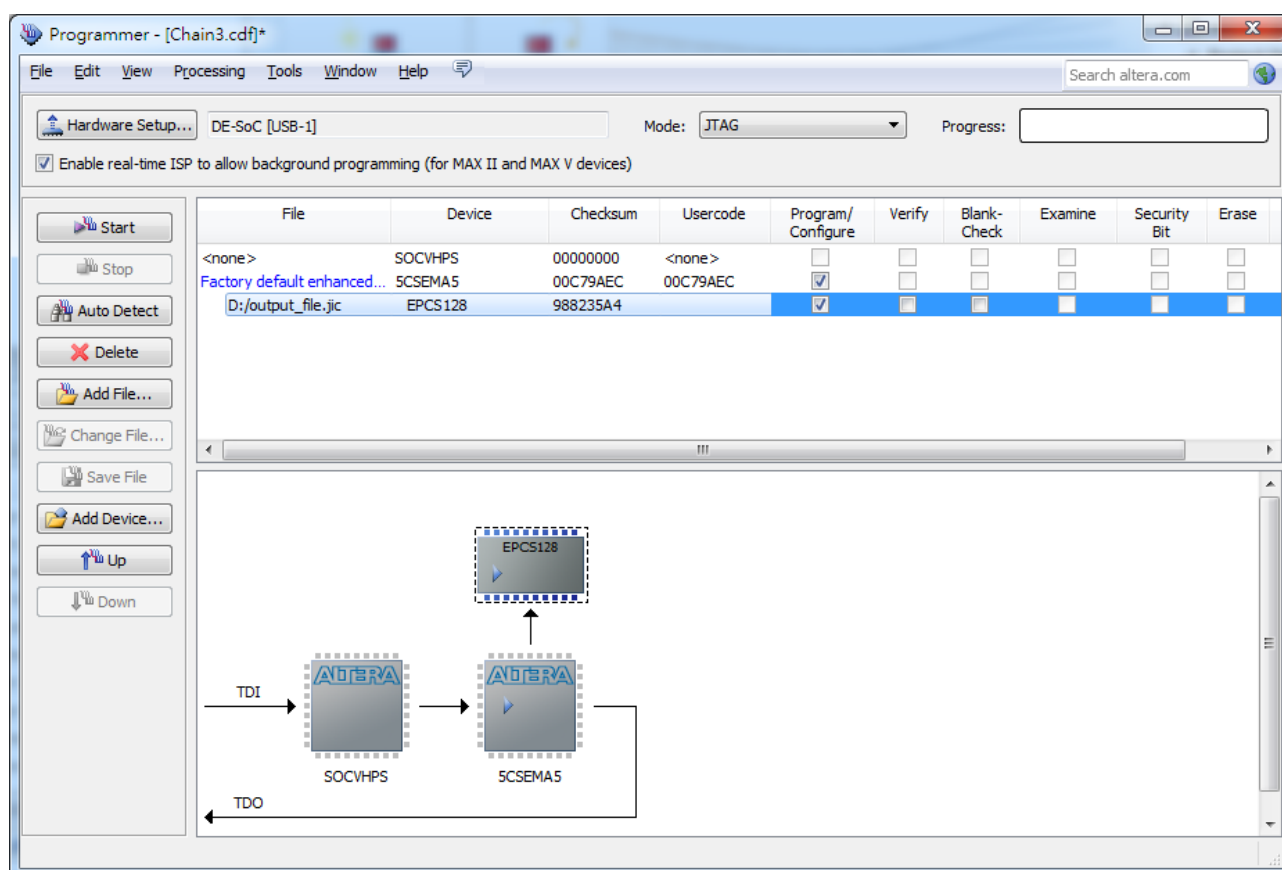 Programmer - [Chain3.cdf]*
File Edit View Processing Tools Window Help
Search altera.com
Hardware Setup... DE-SoC [USB-1] Mode: JTAG Progress:
Enable real-time ISP to allow background programming (for MAX II and MAX V devices)
Start
Stop
Auto Detect
Delete
Add File...
Change File...
Save File
Add Device...
Up
Down
File Device Checksum Usercode Program/ Configure Verify Blank- Check Examine Security Bit Erase
<none> SOCVHPS 00000000 <none>
Factory default enhanced... 5CSEMA5 00C79AEC 00C79AEC
D:/output_file.jic EPCS128 988235A4
EPCS128
ALTERA ALTERA
TDI
SOCVHPS 5CSEMA5
TDO